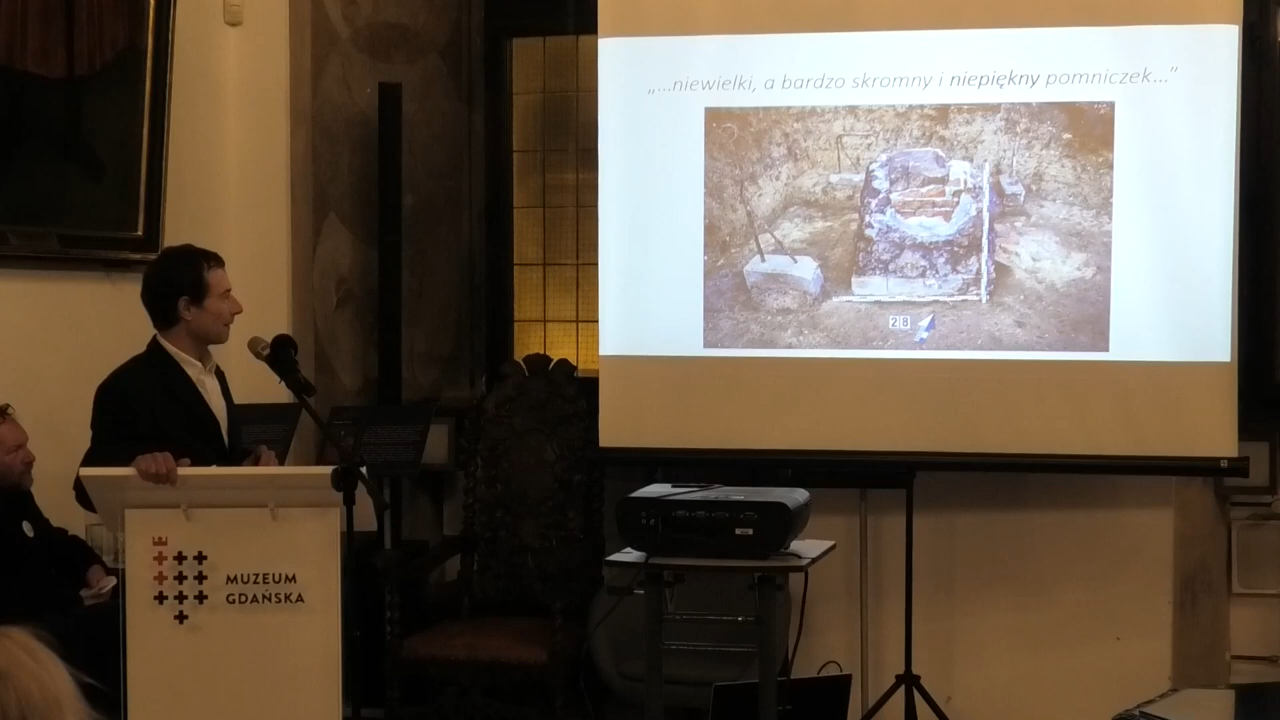 „...niewielki, a bardzo skromny i niepiękny pomniczek...”
28
MUZEUM
GDAŃSKA